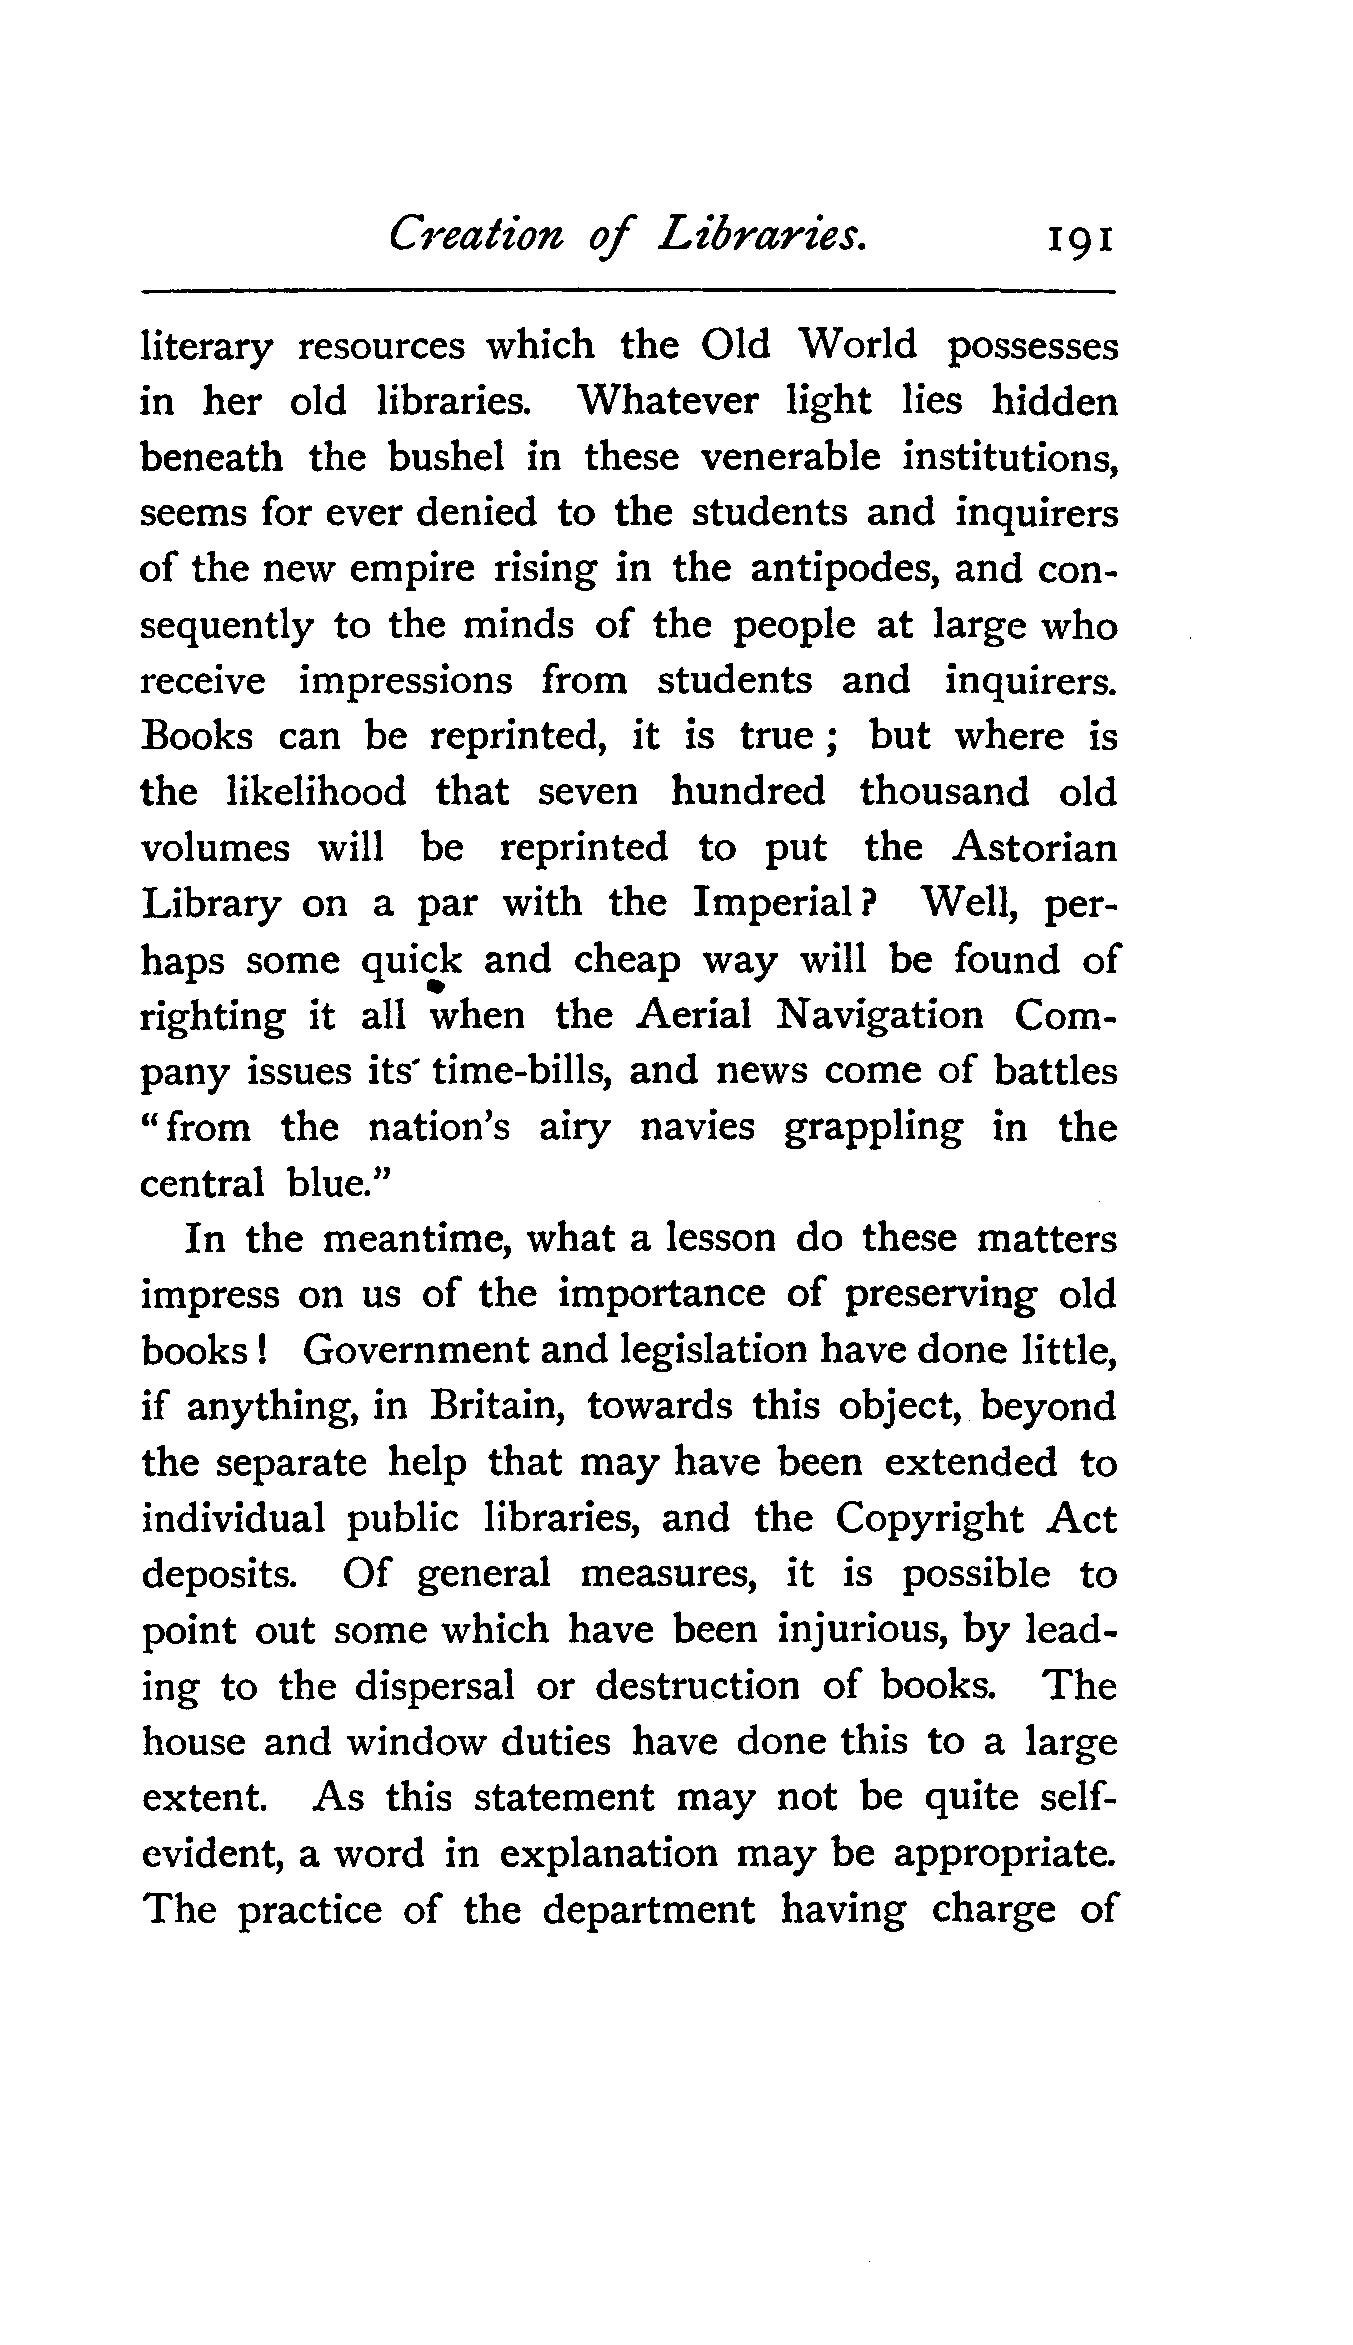 Creation of Libraries. 191
literary resources which the Old World possesses
in her old libraries. Whatever light lies hidden
beneath the bushel in these venerable institutions,
seems for ever denied to the students and inquirers
of the new empire rising in the antipodes, and con-
sequently to the minds of the people at large who
receive impressions from students and inquirers.
Books can be reprinted, it is true ; but where is
the likelihood that seven hundred thousand old
volumes will be reprinted to put the Astorian
Library on a par with the Imperial ? Well, per-
haps some quick and cheap way will be found of
righting it all when the Aerial Navigation Com-
pany issues its time-bills, and news come of battles
“ from the nation's airy navies grappling in the
central blue.”
In the meantime, what a lesson do these matters
impress on us of the importance of preserving old
books ! Government and legislation have done little,
if anything, in Britain, towards this object, beyond
the separate help that may have been extended to
individual public libraries, and the Copyright Act
deposits. Of general measures, it is possible to
point out some which have been injurious, by lead-
ing to the dispersal or destruction of books. The
house and window duties have done this to a large
extent. As this statement may not be quite self-
evident, a word in explanation may be appropriate.
The practice of the department having charge of